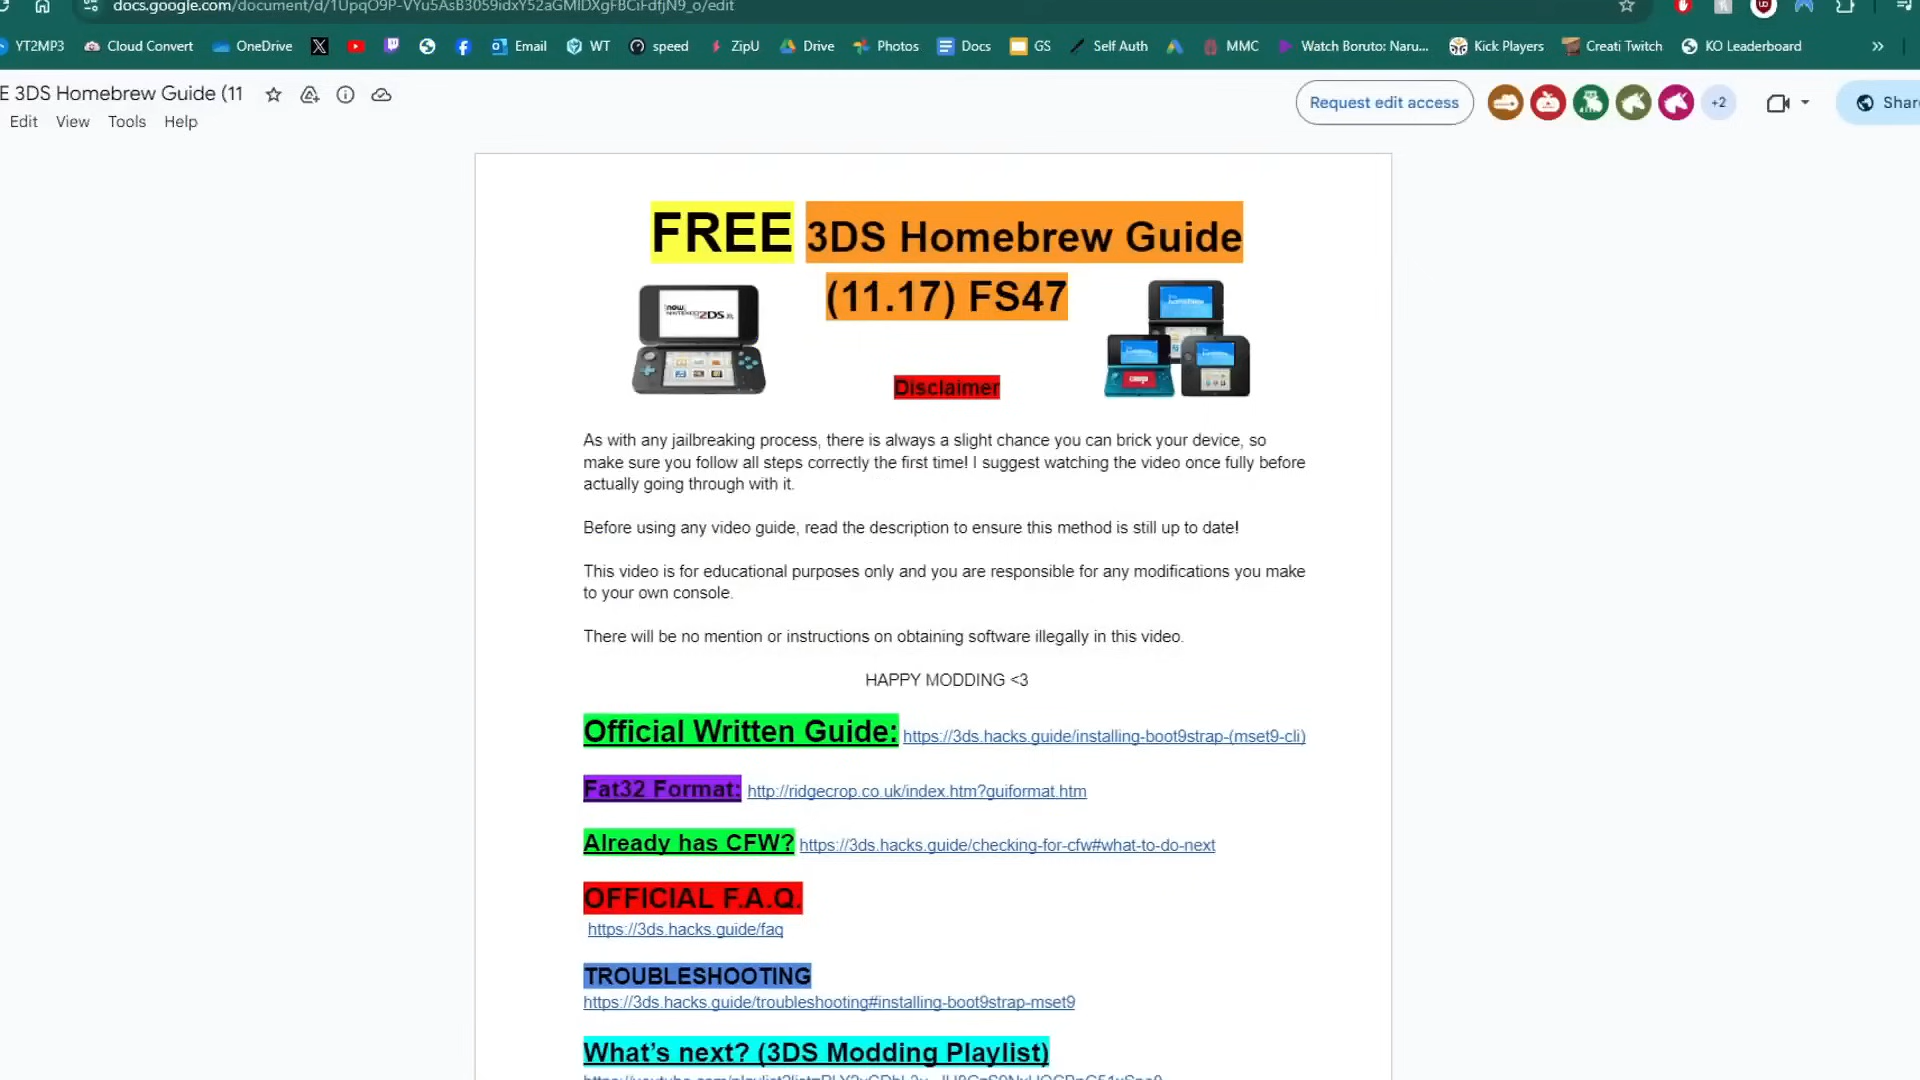 docs.google.com/document/d/1UpqO9P-VYu5AsB3059idxY52aGMlDXgFBCiFdfjN9_o/edit
YT2MP3 Cloud Convert OneDrive Email WT speed ZipU Drive Photos Docs GS Self Auth MMC Watch Boruto: Naru... Kick Players Creati Twitch KO Leaderboard »
E 3DS Homebrew Guide (11
Request edit access +2 Shar
Edit View Tools Help
FREE 3DS Homebrew Guide
(11.17) FS47
new NINTENDO 2DS XL
Disclaimer
As with any jailbreaking process, there is always a slight chance you can brick your device, so
make sure you follow all steps correctly the first time! I suggest watching the video once fully before
actually going through with it.
Before using any video guide, read the description to ensure this method is still up to date!
This video is for educational purposes only and you are responsible for any modifications you make
to your own console.
There will be no mention or instructions on obtaining software illegally in this video.
HAPPY MODDING <3
Official Written Guide: https://3ds.hacks.guide/installing-boot9strap-(mset9-cli)
Fat32 Format: http://ridgecrop.co.uk/index.htm?guiformat.htm
Already has CFW? https://3ds.hacks.guide/checking-for-cfw#what-to-do-next
OFFICIAL F.A.Q.
https://3ds.hacks.guide/faq
TROUBLESHOOTING
https://3ds.hacks.guide/troubleshooting#installing-boot9strap-mset9
What's next? (3DS Modding Playlist)